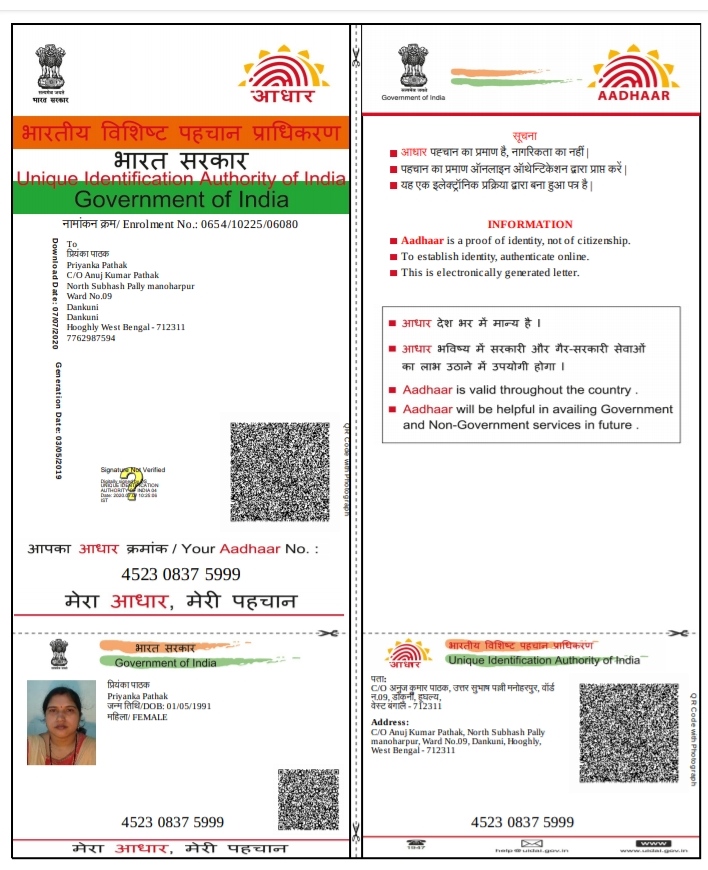 सत्यमेव जयते
भारत सरकार
आधार
भारतीय विशिष्ट पहचान प्राधिकरण
भारत सरकार
Unique Identification Authority of India
Government of India
नामांकन क्रम/ Enrolment No.: 0654/10225/06080
Download Date: 07/07/2020
Generation Date: 03/05/2019
To
प्रियंका पाठक
Priyanka Pathak
C/O Anuj Kumar Pathak
North Subhash Pally manoharpur
Ward No.09
Dankuni
Dankuni
Hooghly West Bengal - 712311
7762987594
Signature Not Verified
Digitally signed by DS
UNIQUE IDENTIFICATION
AUTHORITY OF INDIA 04
Date: 2020.07.07 10:25:06
IST
QR Code with Photograph
आपका आधार क्रमांक / Your Aadhaar No. :
4523 0837 5999
मेरा आधार, मेरी पहचान
सत्यमेव जयते
Government of India
AADHAAR
सूचना
आधार पहचान का प्रमाण है, नागरिकता का नहीं |
पहचान का प्रमाण ऑनलाइन ऑथेन्टिकेशन द्वारा प्राप्त करें |
यह एक इलेक्ट्रॉनिक प्रक्रिया द्वारा बना हुआ पत्र है |
INFORMATION
Aadhaar is a proof of identity, not of citizenship.
To establish identity, authenticate online.
This is electronically generated letter.
आधार देश भर में मान्य है ।
आधार भविष्य में सरकारी और गैर-सरकारी सेवाओं
का लाभ उठाने में उपयोगी होगा ।
Aadhaar is valid throughout the country .
Aadhaar will be helpful in availing Government
and Non-Government services in future .
भारत सरकार
Government of India
प्रियंका पाठक
Priyanka Pathak
जन्म तिथि/DOB: 01/05/1991
महिला/ FEMALE
4523 0837 5999
मेरा आधार, मेरी पहचान
आधार
भारतीय विशिष्ट पहचान प्राधिकरण
Unique Identification Authority of India
पता:
C/O अनुज कुमार पाठक, उत्तर सुभाष पल्ली मनोहरपुर, वॉर्ड
न.09, डांकुनी, हुघल्य,
वेस्ट बंगाल - 712311
Address:
C/O Anuj Kumar Pathak, North Subhash Pally
manoharpur, Ward No.09, Dankuni, Hooghly,
West Bengal - 712311
QR Code with Photograph
4523 0837 5999
1947
help@uidai.gov.in
www
www.uidai.gov.in